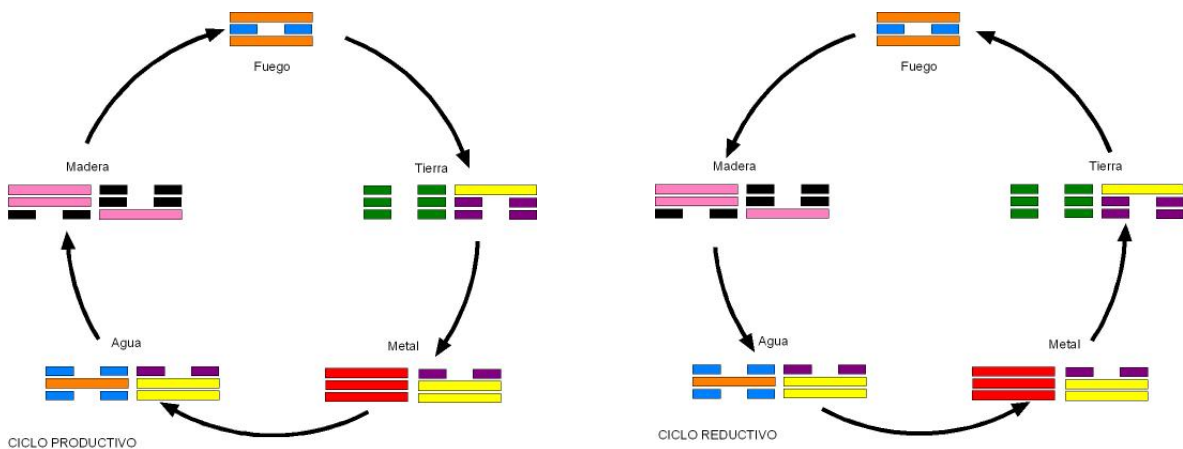 Fuego
Madera
Tierra
Agua
Metal
CICLO PRODUCTIVO
Fuego
Madera
Tierra
Agua
Metal
CICLO REDUCTIVO